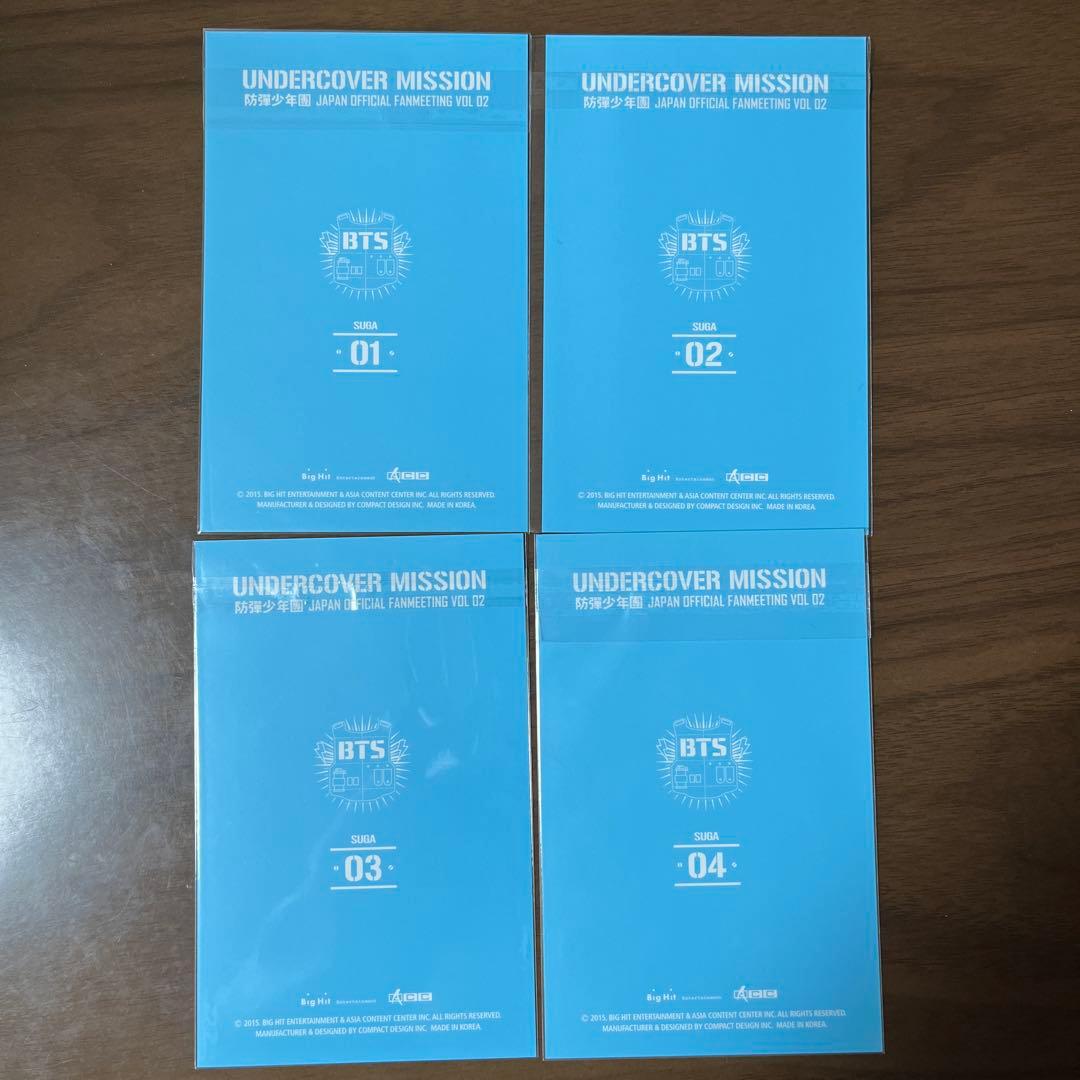 UNDERCOVER MISSION
防彈少年團 JAPAN OFFICIAL FANMEETING VOL 02
BTS
SUGA
01
Big Hit Entertainment ACC
© 2015. BIG HIT ENTERTAINMENT & ASIA CONTENT CENTER INC. ALL RIGHTS RESERVED.
MANUFACTURER & DESIGNED BY COMPACT DESIGN INC. MADE IN KOREA.
UNDERCOVER MISSION
防彈少年團 JAPAN OFFICIAL FANMEETING VOL 02
BTS
SUGA
02
Big Hit Entertainment ACC
© 2015. BIG HIT ENTERTAINMENT & ASIA CONTENT CENTER INC. ALL RIGHTS RESERVED.
MANUFACTURER & DESIGNED BY COMPACT DESIGN INC. MADE IN KOREA.
UNDERCOVER MISSION
防彈少年團 JAPAN OFFICIAL FANMEETING VOL 02
BTS
SUGA
03
Big Hit Entertainment ACC
© 2015. BIG HIT ENTERTAINMENT & ASIA CONTENT CENTER INC. ALL RIGHTS RESERVED.
MANUFACTURER & DESIGNED BY COMPACT DESIGN INC. MADE IN KOREA.
UNDERCOVER MISSION
防彈少年團 JAPAN OFFICIAL FANMEETING VOL 02
BTS
SUGA
04
Big Hit Entertainment ACC
© 2015. BIG HIT ENTERTAINMENT & ASIA CONTENT CENTER INC. ALL RIGHTS RESERVED.
MANUFACTURER & DESIGNED BY COMPACT DESIGN INC. MADE IN KOREA.